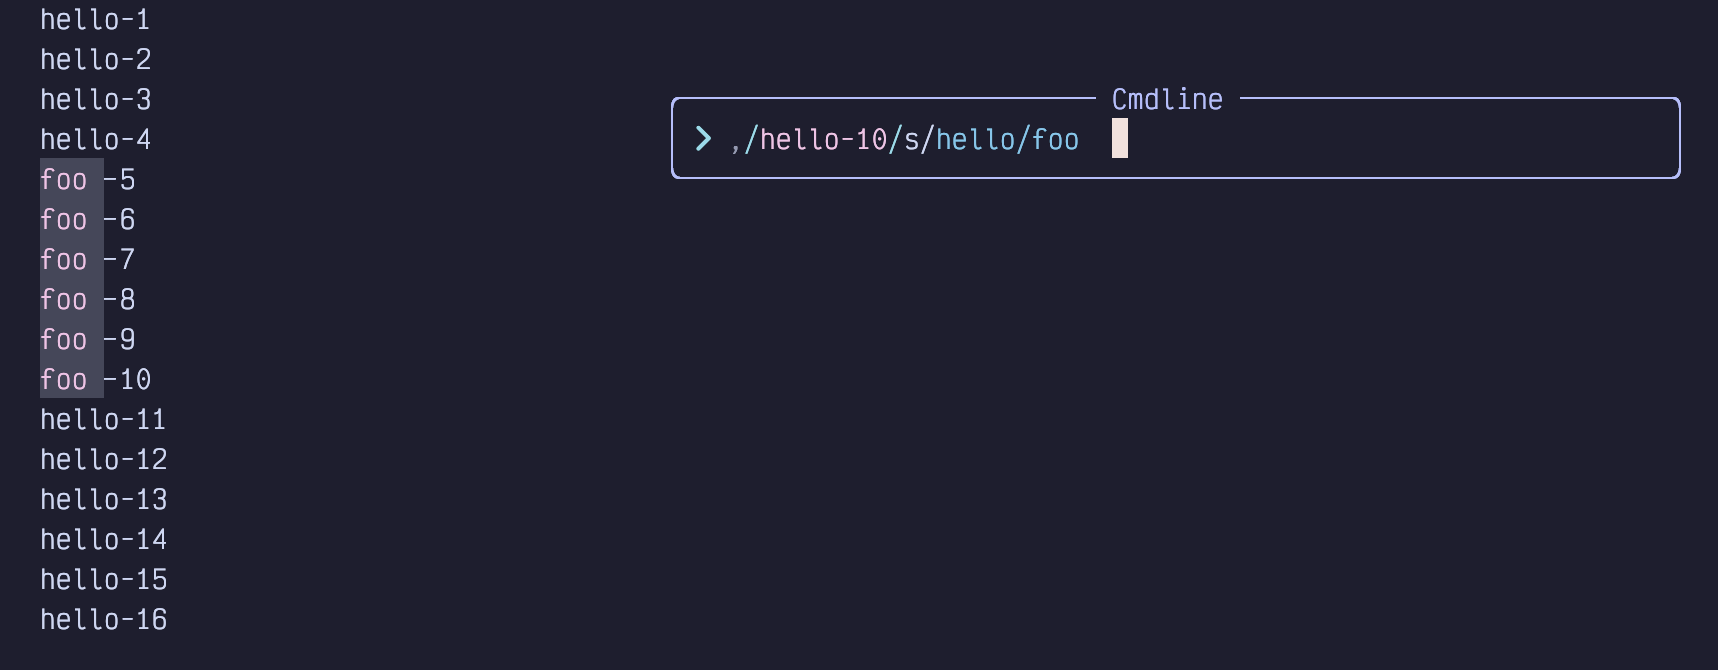 hello-1
hello-2
hello-3
hello-4
foo -5
foo -6
foo -7
foo -8
foo -9
foo -10
hello-11
hello-12
hello-13
hello-14
hello-15
hello-16
Cmdline
❯ ,/hello-10/s/hello/foo